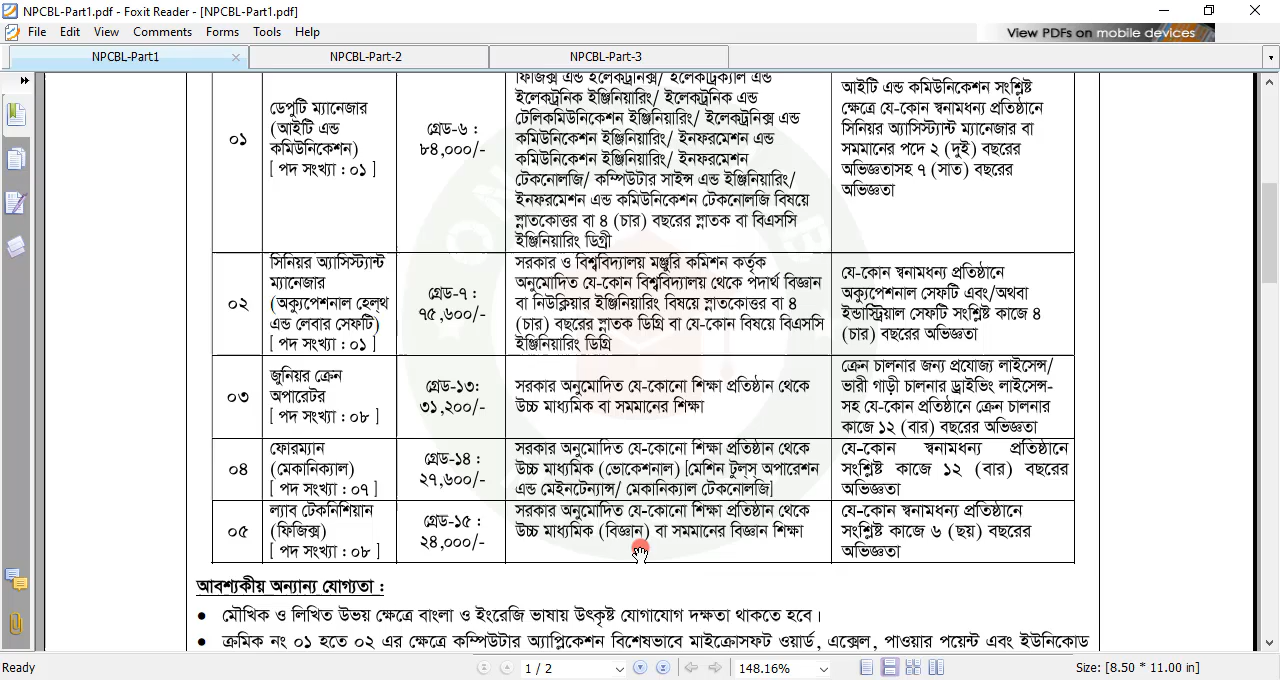 NPCBL-Part1.pdf - Foxit Reader - [NPCBL-Part1.pdf]
File Edit View Comments Forms Tools Help
View PDFs on mobile devices
NPCBL-Part1 NPCBL-Part-2 NPCBL-Part-3
০১
ডেপুটি ম্যানেজার
(আইটি এন্ড
কমিউনিকেশন)
[ পদ সংখ্যা : ০১ ]
গ্রেড-৬ :
৮৪,০০০/-
ফিজিক্স এন্ড ইলেকট্রনিক্স/ ইলেকট্রিক্যাল এন্ড
ইলেকট্রনিক ইঞ্জিনিয়ারিং/ ইলেকট্রনিক এন্ড
টেলিকমিউনিকেশন ইঞ্জিনিয়ারিং/ ইলেকট্রনিক্স এন্ড
কমিউনিকেশন ইঞ্জিনিয়ারিং/ ইনফরমেশন এন্ড
কমিউনিকেশন ইঞ্জিনিয়ারিং/ ইনফরমেশন
টেকনোলজি/ কম্পিউটার সাইন্স এন্ড ইঞ্জিনিয়ারিং/
ইনফরমেশন এন্ড কমিউনিকেশন টেকনোলজি বিষয়ে
স্নাতকোত্তর বা ৪ (চার) বছরের স্নাতক বা বিএসসি
ইঞ্জিনিয়ারিং ডিগ্রী
আইটি এন্ড কমিউনিকেশন সংশ্লিষ্ট
ক্ষেত্রে যে-কোন স্বনামধন্য প্রতিষ্ঠানে
সিনিয়র অ্যাসিস্ট্যান্ট ম্যানেজার বা
সমমানের পদে ২ (দুই) বছরের
অভিজ্ঞতাসহ ৭ (সাত) বছরের
অভিজ্ঞতা
০২
সিনিয়র অ্যাসিস্ট্যান্ট
ম্যানেজার
(অক্যুপেশনাল হেল্থ
এন্ড লেবার সেফটি)
[ পদ সংখ্যা : ০১ ]
গ্রেড-৭ :
৭৫,৬০০/-
সরকার ও বিশ্ববিদ্যালয় মঞ্জুরি কমিশন কর্তৃক
অনুমোদিত যে-কোন বিশ্ববিদ্যালয় থেকে পদার্থ বিজ্ঞান
বা নিউক্লিয়ার ইঞ্জিনিয়ারিং বিষয়ে স্নাতকোত্তর বা ৪
(চার) বছরের স্নাতক ডিগ্রি বা যে-কোন বিষয়ে বিএসসি
ইঞ্জিনিয়ারিং ডিগ্রি
যে-কোন স্বনামধন্য প্রতিষ্ঠানে
অক্যুপেশনাল সেফটি এবং/অথবা
ইন্ডাস্ট্রিয়াল সেফটি সংশ্লিষ্ট কাজে ৪
(চার) বছরের অভিজ্ঞতা
০৩
জুনিয়র ক্রেন
অপারেটর
[ পদ সংখ্যা : ০৮ ]
গ্রেড-১৩:
৩১,২০০/-
সরকার অনুমোদিত যে-কোনো শিক্ষা প্রতিষ্ঠান থেকে
উচ্চ মাধ্যমিক বা সমমানের শিক্ষা
ক্রেন চালনার জন্য প্রযোজ্য লাইসেন্স/
ভারী গাড়ী চালনার ড্রাইভিং লাইসেন্স-
সহ যে-কোন প্রতিষ্ঠানে ক্রেন চালনার
কাজে ১২ (বার) বছরের অভিজ্ঞতা
০৪
ফোরম্যান
(মেকানিক্যাল)
[ পদ সংখ্যা : ০৭ ]
গ্রেড-১৪ :
২৭,৬০০/-
সরকার অনুমোদিত যে-কোনো শিক্ষা প্রতিষ্ঠান থেকে
উচ্চ মাধ্যমিক (ভোকেশনাল) [মেশিন টুল্স্ অপারেশন
এন্ড মেইনটেন্যান্স/ মেকানিক্যাল টেকনোলজি]
যে-কোন স্বনামধন্য প্রতিষ্ঠানে
সংশ্লিষ্ট কাজে ১২ (বার) বছরের
অভিজ্ঞতা
০৫
ল্যাব টেকনিশিয়ান
(ফিজিক্স)
[ পদ সংখ্যা : ০৮ ]
গ্রেড-১৫ :
২৪,০০০/-
সরকার অনুমোদিত যে-কোনো শিক্ষা প্রতিষ্ঠান থেকে
উচ্চ মাধ্যমিক (বিজ্ঞান) বা সমমানের বিজ্ঞান শিক্ষা
যে-কোন স্বনামধন্য প্রতিষ্ঠানে
সংশ্লিষ্ট কাজে ৬ (ছয়) বছরের
অভিজ্ঞতা
আবশ্যকীয় অন্যান্য যোগ্যতা :
● মৌখিক ও লিখিত উভয় ক্ষেত্রে বাংলা ও ইংরেজি ভাষায় উৎকৃষ্ট যোগাযোগ দক্ষতা থাকতে হবে।
● ক্রমিক নং ০১ হতে ০২ এর ক্ষেত্রে কম্পিউটার অ্যাপ্লিকেশন বিশেষভাবে মাইক্রোসফট ওয়ার্ড, এক্সেল, পাওয়ার পয়েন্ট এবং ইউনিকোড
Ready 1 / 2 148.16% Size: [8.50 * 11.00 in]